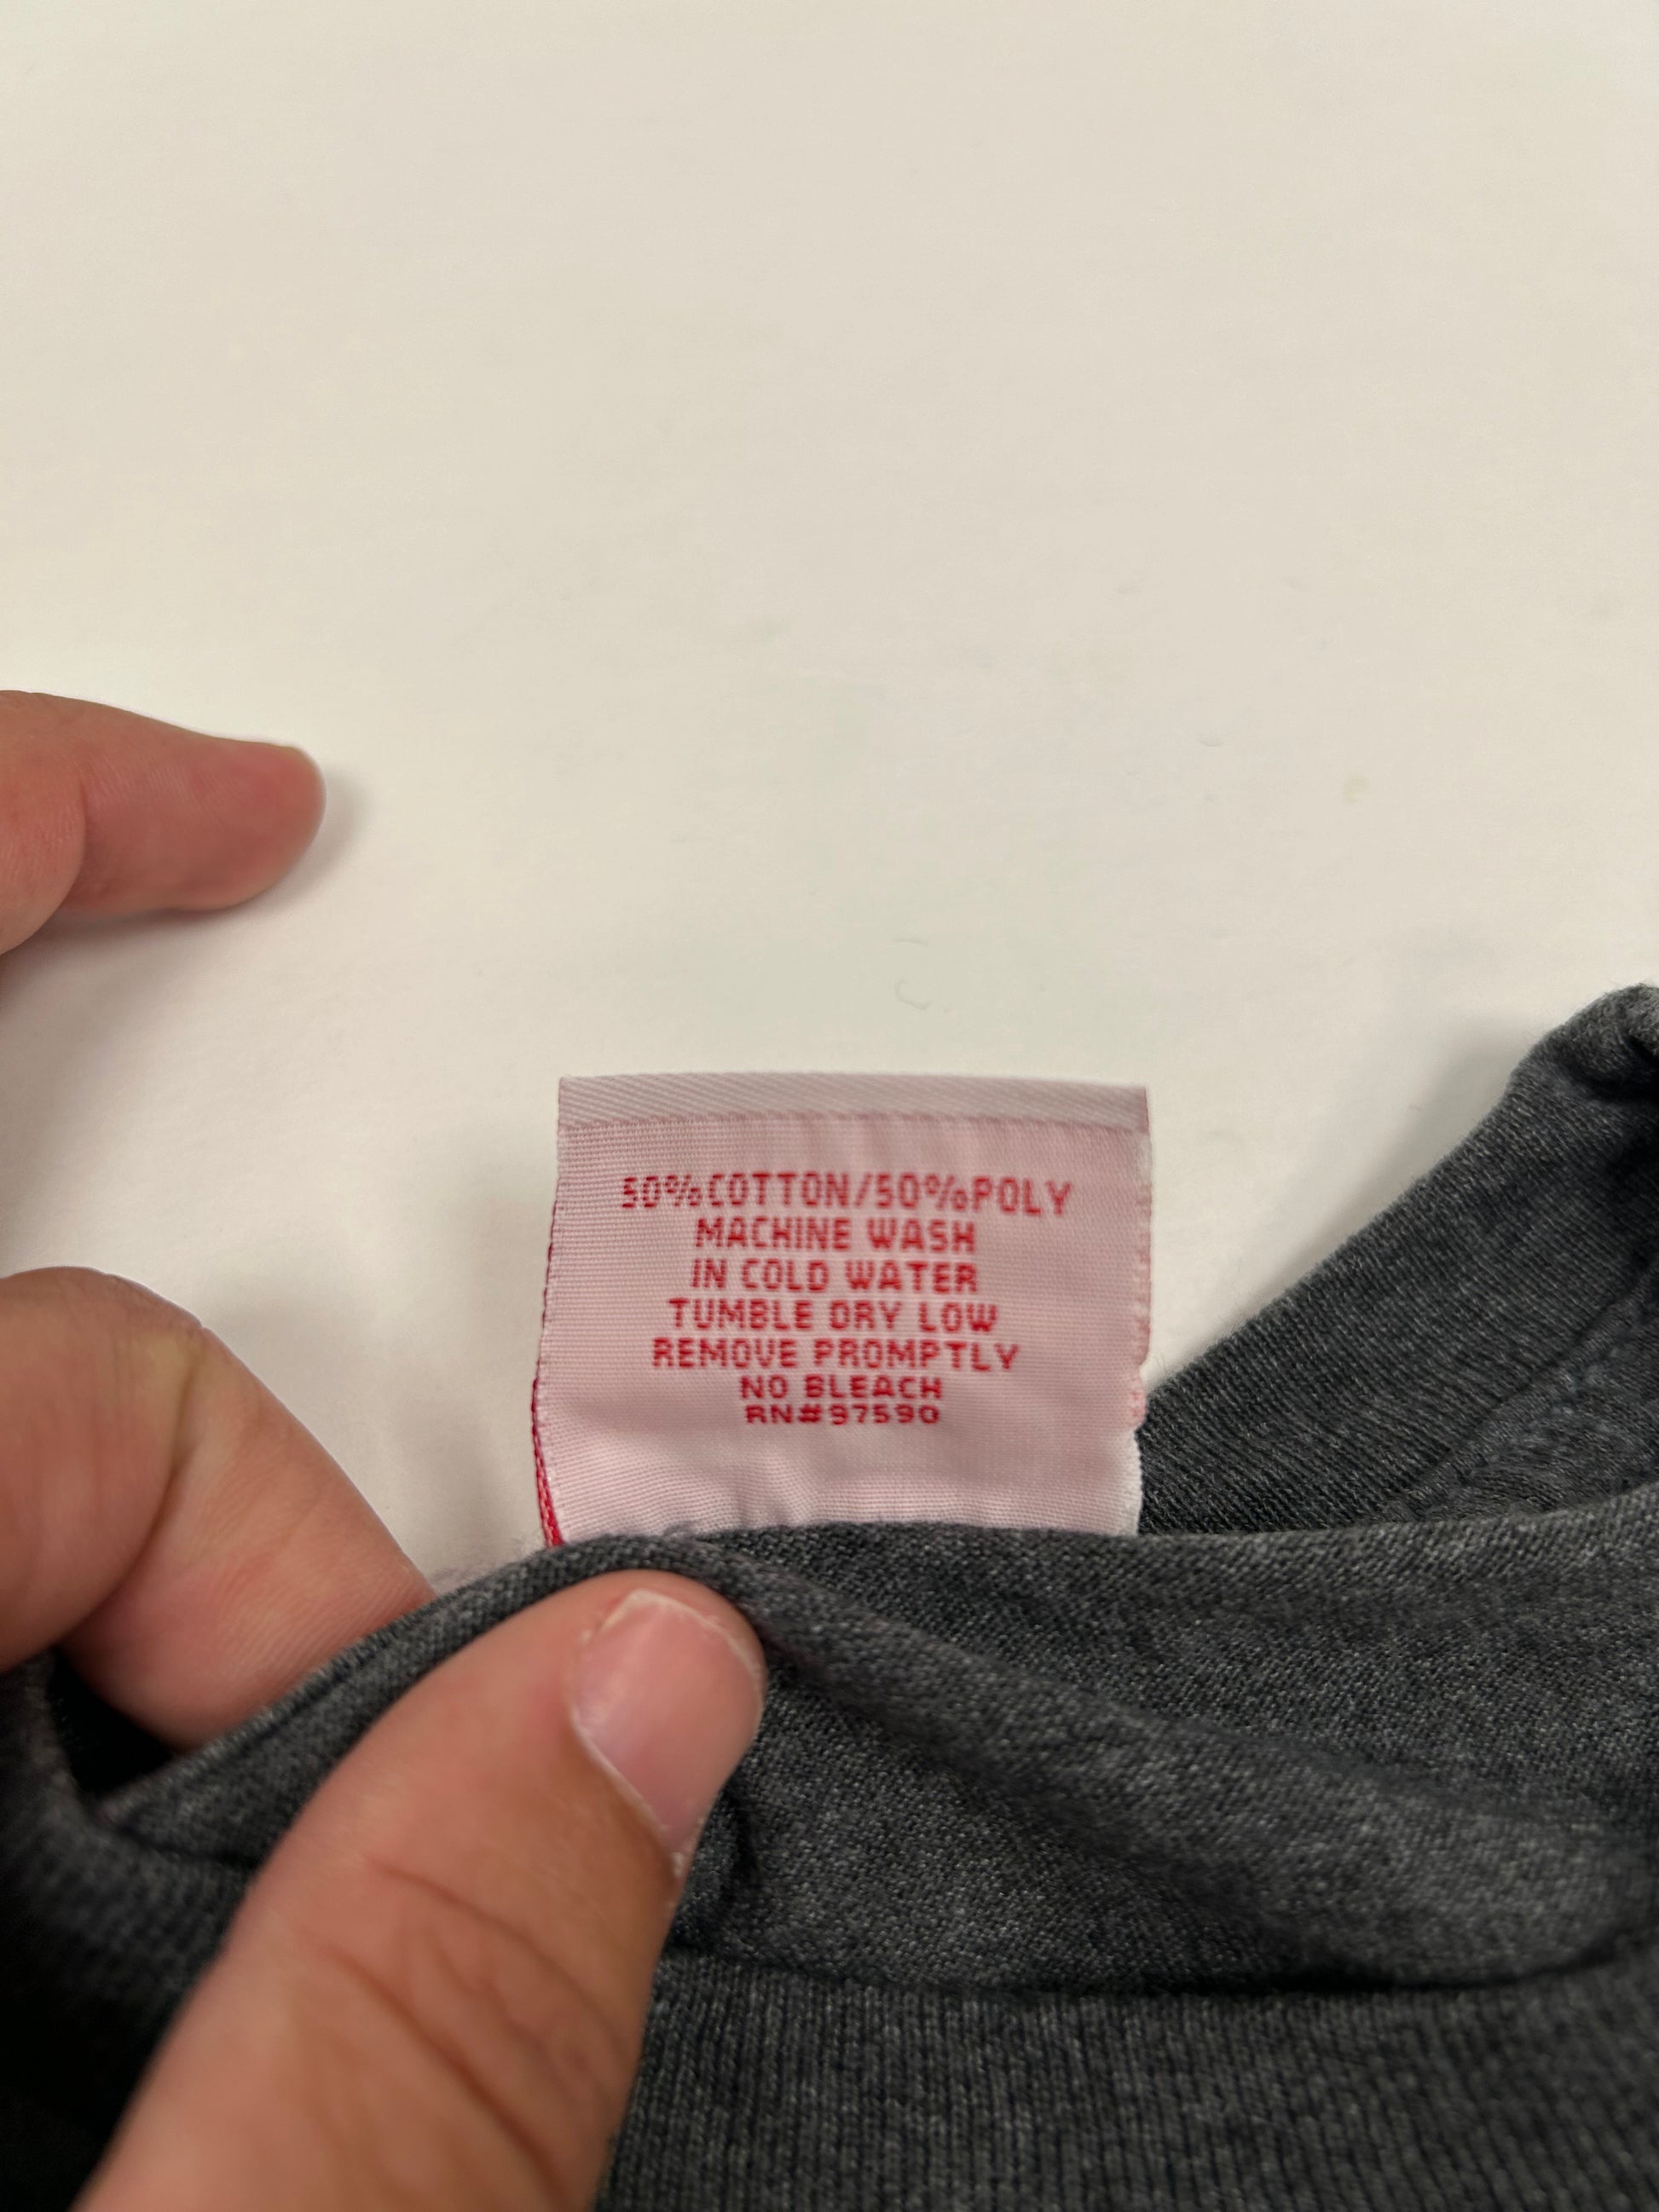 50%COTTON/50%POLY
MACHINE WASH
IN COLD WATER
TUMBLE DRY LOW
REMOVE PROMPTLY
NO BLEACH
RN#97590